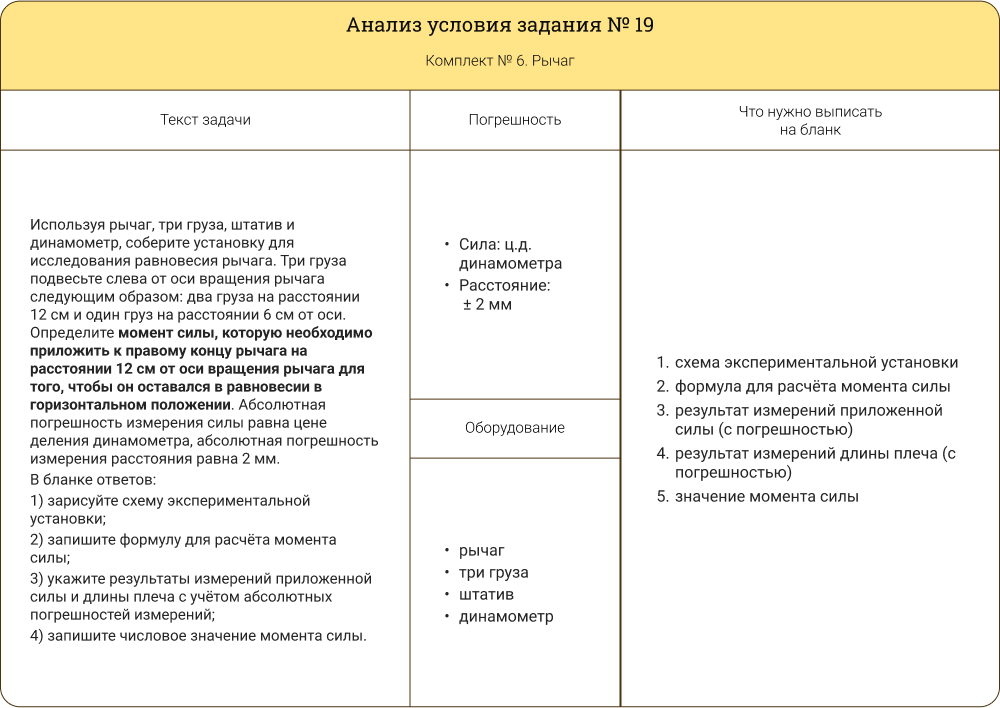 Анализ условия задания № 19
Комплект № 6. Рычаг
Текст задачи
Погрешность
Что нужно выписать
на бланк
Используя рычаг, три груза, штатив и
динамометр, соберите установку для
исследования равновесия рычага. Три груза
подвесьте слева от оси вращения рычага
следующим образом: два груза на расстоянии
12 см и один груз на расстоянии 6 см от оси.
Определите момент силы, которую необходимо
приложить к правому концу рычага на
расстоянии 12 см от оси вращения рычага для
того, чтобы он оставался в равновесии в
горизонтальном положении. Абсолютная
погрешность измерения силы равна цене
деления динамометра, абсолютная погрешность
измерения расстояния равна 2 мм.
В бланке ответов:
1) зарисуйте схему экспериментальной
установки;
2) запишите формулу для расчёта момента
силы;
3) укажите результаты измерений приложенной
силы и длины плеча с учётом абсолютных
погрешностей измерений;
4) запишите числовое значение момента силы.
• Сила: ц.д.
динамометра
• Расстояние:
± 2 мм
Оборудование
• рычаг
• три груза
• штатив
• динамометр
1. схема экспериментальной установки
2. формула для расчёта момента силы
3. результат измерений приложенной
силы (с погрешностью)
4. результат измерений длины плеча (с
погрешностью)
5. значение момента силы